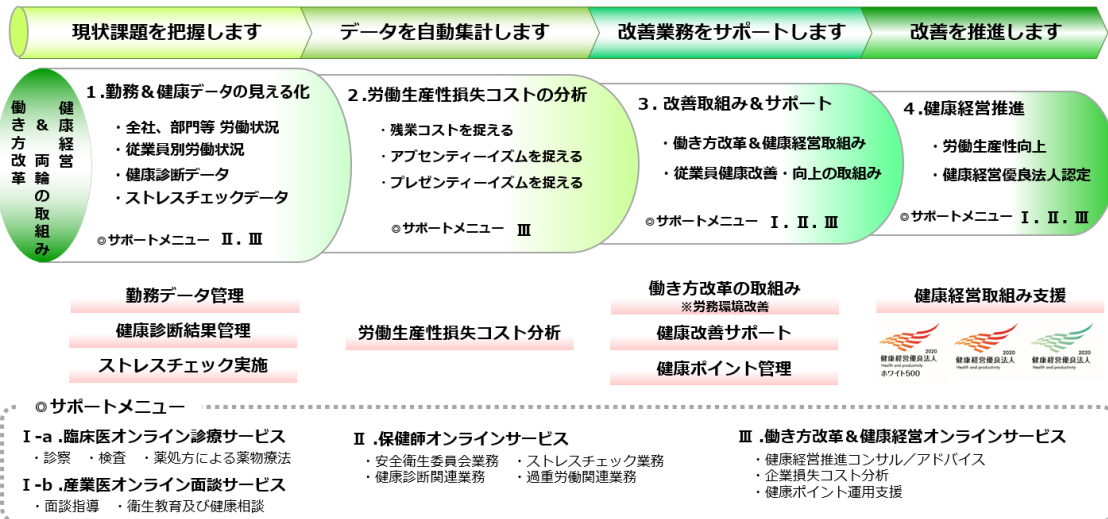 現状課題を把握します
データを自動集計します
改善業務をサポートします
改善を推進します
健康経営
&
働き方改革
両輪の取組み
1.勤務&健康データの見える化
・全社、部門等 労働状況
・従業員別労働状況
・健康診断データ
・ストレスチェックデータ
◎サポートメニュー Ⅱ.Ⅲ
2.労働生産性損失コストの分析
・残業コストを捉える
・アブセンティーイズムを捉える
・プレゼンティーイズムを捉える
◎サポートメニュー Ⅲ
3. 改善取組み&サポート
・働き方改革&健康経営取組み
・従業員健康改善・向上の取組み
◎サポートメニュー Ⅰ.Ⅱ.Ⅲ
4.健康経営推進
・労働生産性向上
・健康経営優良法人認定
◎サポートメニュー Ⅰ.Ⅱ.Ⅲ
勤務データ管理
健康診断結果管理
ストレスチェック実施
労働生産性損失コスト分析
働き方改革の取組み
※労務環境改善
健康改善サポート
健康ポイント管理
健康経営取組み支援
2020
健康経営優良法人
Health and productivity
ホワイト500
2020
健康経営優良法人
Health and productivity
2020
健康経営優良法人
Health and productivity
◎サポートメニュー
Ⅰ-a .臨床医オンライン診療サービス
・診察 ・検査 ・薬処方による薬物療法
Ⅰ-b .産業医オンライン面談サービス
・面談指導 ・衛生教育及び健康相談
Ⅱ .保健師オンラインサービス
・安全衛生委員会業務 ・ストレスチェック業務
・健康診断関連業務 ・過重労働関連業務
Ⅲ .働き方改革&健康経営オンラインサービス
・健康経営推進コンサル/アドバイス
・企業損失コスト分析
・健康ポイント運用支援